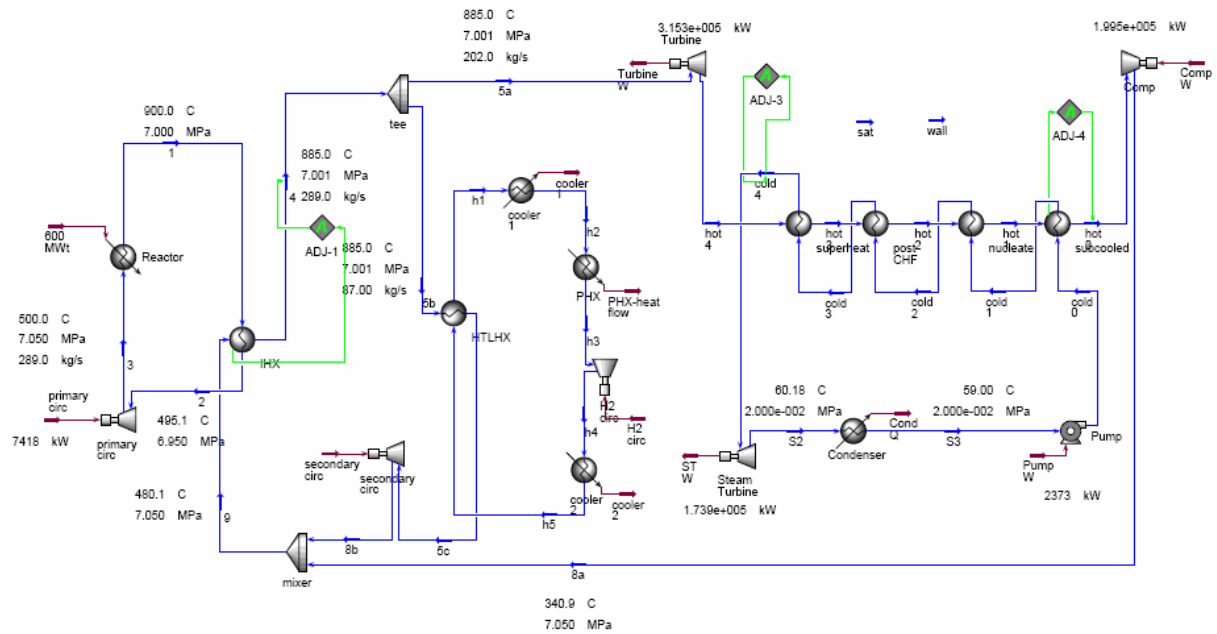 885.0 C
7.001 MPa
202.0 kg/s
3.153e+005 kW
Turbine
Turbine
W
5a
1.995e+005 kW
Comp
Comp
W
ADJ-3
ADJ-4
sat
wall
tee
900.0 C
7.000 MPa
1
885.0 C
7.001 MPa
289.0 kg/s
4
ADJ-1
885.0 C
7.001 MPa
87.00 kg/s
5b
h1
cooler
1
cooler
1
h2
PHX
PHX-heat
flow
h3
cold
4
hot
4
superheat
hot
3
post-
CHF
hot
2
nucleate
hot
1
subcooled
hot
0
cold
3
cold
2
cold
1
cold
0
600
MWt
Reactor
500.0 C
7.050 MPa
289.0 kg/s
3
IHX
2
HTLHX
H2
circ
H2
circ
h4
primary
circ
primary
circ
7418 kW
495.1 C
6.950 MPa
secondary
circ
secondary
circ
cooler
2
cooler
2
h5
60.18 C
2.000e-002 MPa
S2
Condenser
Cond
Q
59.00 C
2.000e-002 MPa
S3
Pump
Pump
W
2373 kW
ST
W
Steam
Turbine
1.739e+005 kW
480.1 C
7.050 MPa
9
8b
5c
mixer
8a
340.9 C
7.050 MPa